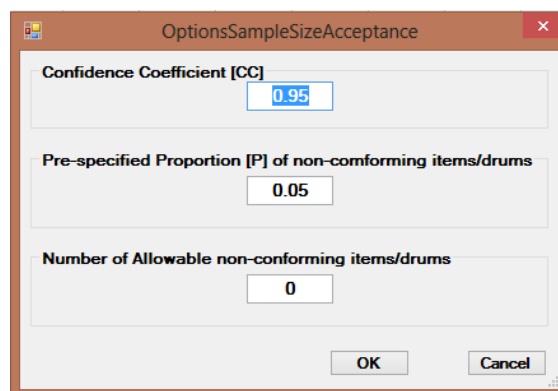 OptionsSampleSizeAcceptance
Confidence Coefficient [CC]
0.95
Pre-specified Proportion [P] of non-comforming items/drums
0.05
Number of Allowable non-conforming items/drums
0
OK Cancel